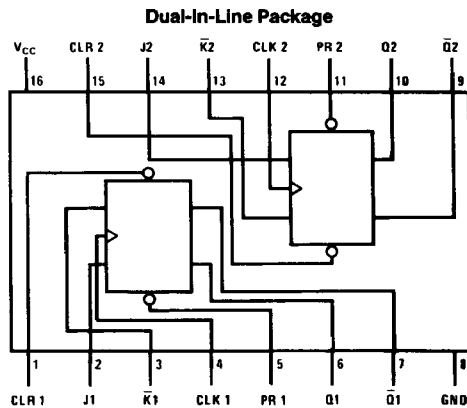 Dual-In-Line Package
VCC CLR 2 J2 K̅2 CLK 2 PR 2 Q2 Q̅2
16 15 14 13 12 11 10 9
1 2 3 4 5 6 7 8
CLR 1 J1 K̅1 CLK 1 PR 1 Q1 Q̅1 GND